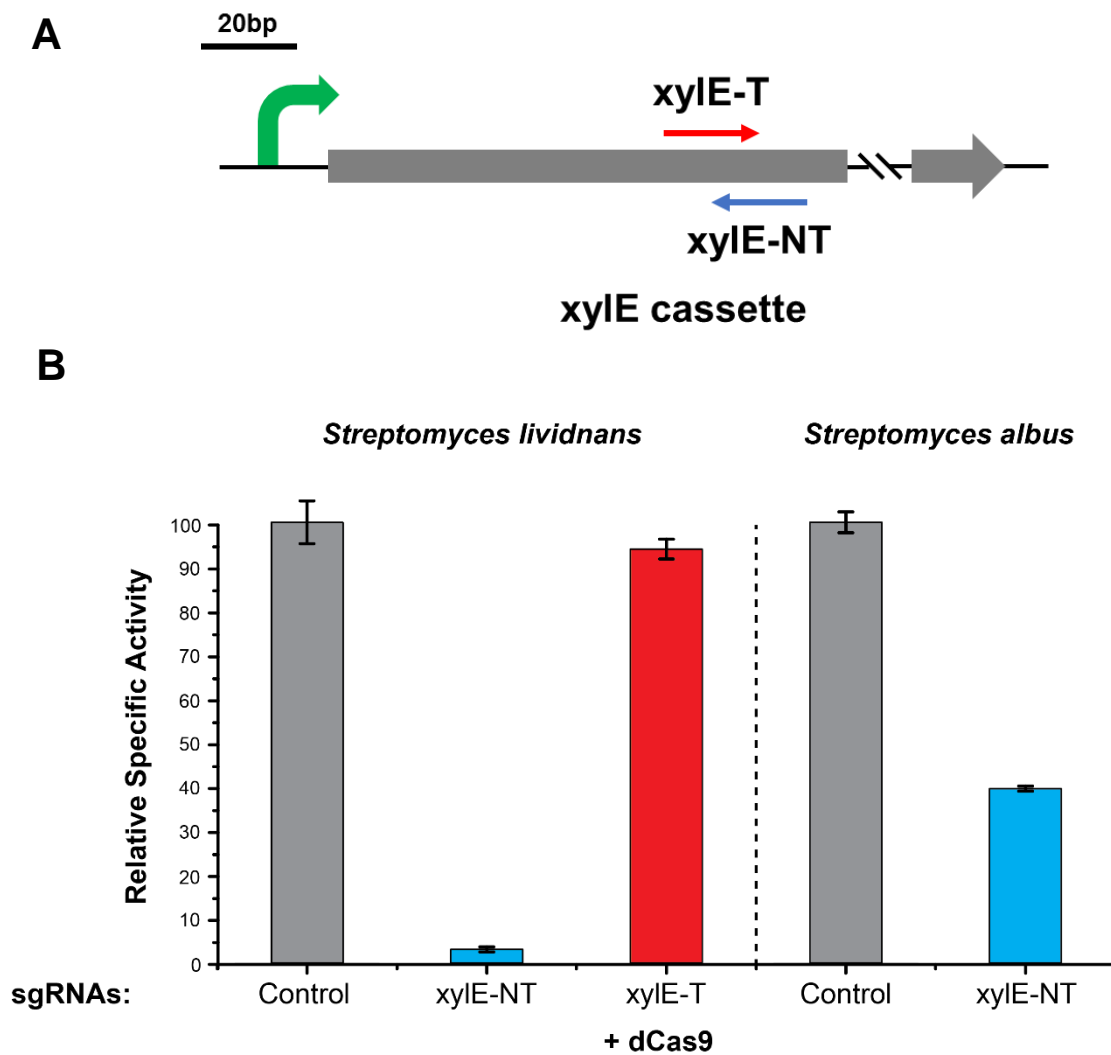 A
20bp
xylE-T
xylE-NT
xylE cassette
B
Streptomyces lividnans
Streptomyces albus
Relative Specific Activity
100
90
80
70
60
50
40
30
20
10
0
sgRNAs: Control xylE-NT xylE-T Control xylE-NT
+ dCas9